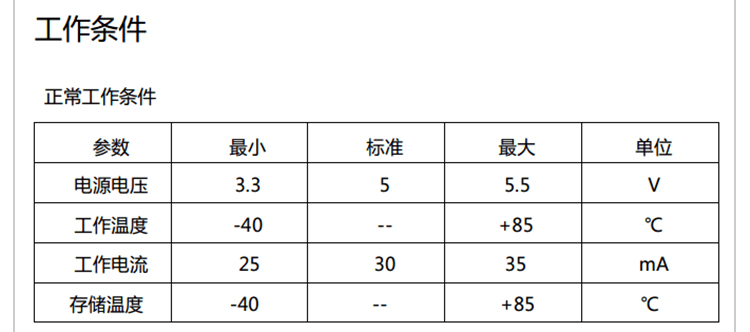 工作条件
正常工作条件
参数 最小 标准 最大 单位
电源电压 3.3 5 5.5 V
工作温度 -40 -- +85 ℃
工作电流 25 30 35 mA
存储温度 -40 -- +85 ℃